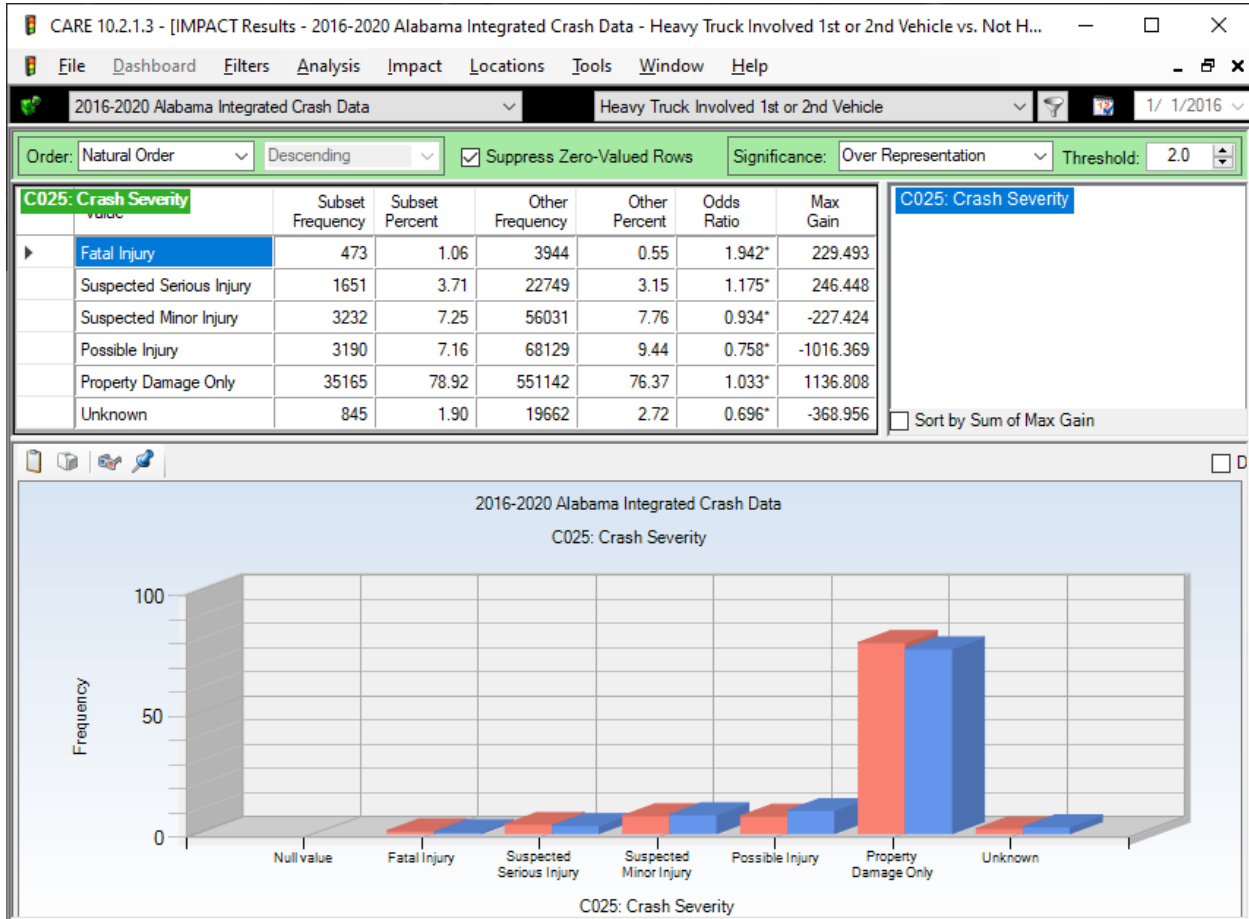 CARE 10.2.1.3 - [IMPACT Results - 2016-2020 Alabama Integrated Crash Data - Heavy Truck Involved 1st or 2nd Vehicle vs. Not H...
File Dashboard Filters Analysis Impact Locations Tools Window Help
2016-2020 Alabama Integrated Crash Data Heavy Truck Involved 1st or 2nd Vehicle 1/ 1/2016
Order: Natural Order Descending Suppress Zero-Valued Rows Significance: Over Representation Threshold: 2.0
C025: Crash Severity Subset Frequency Subset Percent Other Frequency Other Percent Odds Ratio Max Gain C025: Crash Severity
Fatal Injury 473 1.06 3944 0.55 1.942* 229.493
Suspected Serious Injury 1651 3.71 22749 3.15 1.175* 246.448
Suspected Minor Injury 3232 7.25 56031 7.76 0.934* -227.424
Possible Injury 3190 7.16 68129 9.44 0.758* -1016.369
Property Damage Only 35165 78.92 551142 76.37 1.033* 1136.808
Unknown 845 1.90 19662 2.72 0.696* -368.956
Sort by Sum of Max Gain
D
2016-2020 Alabama Integrated Crash Data
C025: Crash Severity
100
50
0
Frequency
Null value Fatal Injury Suspected Serious Injury Suspected Minor Injury Possible Injury Property Damage Only Unknown
C025: Crash Severity